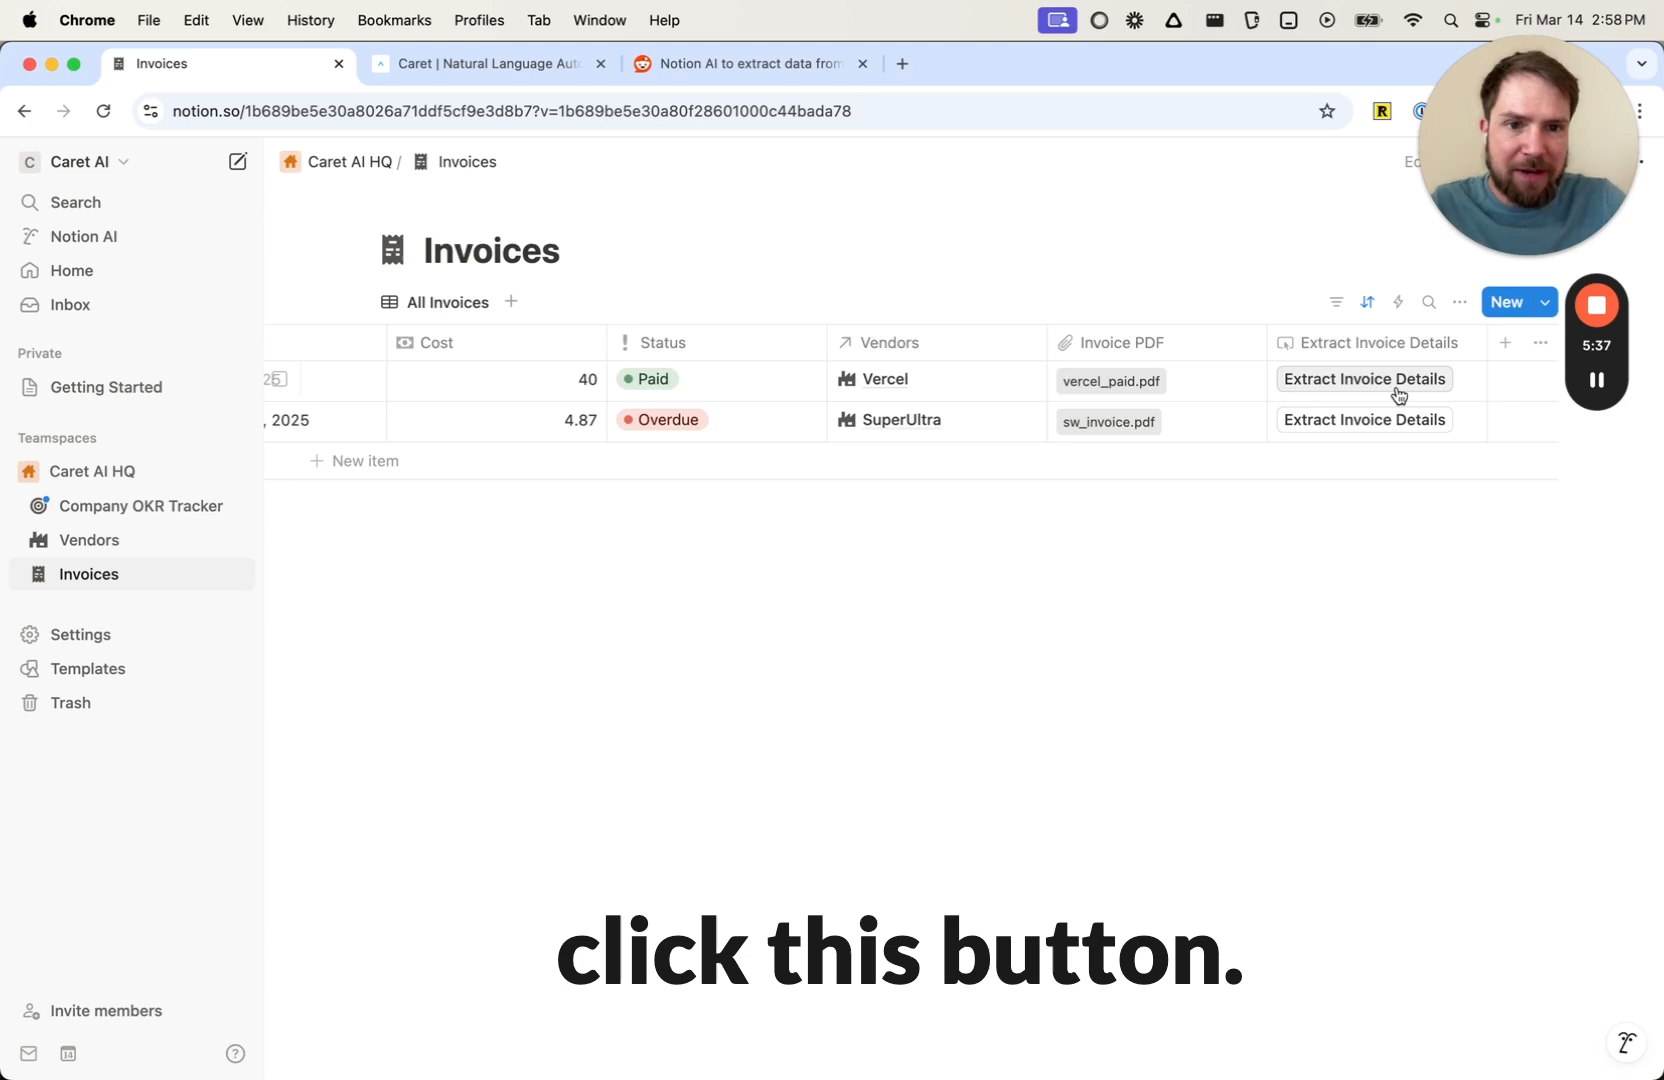 Chrome File Edit View History Bookmarks Profiles Tab Window Help
Fri Mar 14 2:58 PM
Invoices
Caret | Natural Language Aut
Notion AI to extract data from
notion.so/1b689be5e30a8026a71ddf5cf9e3d8b7?v=1b689be5e30a80f28601000c44bada78
C Caret AI
Search
Notion AI
Home
Inbox
Private
Getting Started
Teamspaces
Caret AI HQ
Company OKR Tracker
Vendors
Invoices
Settings
Templates
Trash
Invite members
14
Caret AI HQ / Invoices
Invoices
All Invoices
New
Cost Status Vendors Invoice PDF Extract Invoice Details
40 Paid Vercel vercel_paid.pdf Extract Invoice Details
, 2025 4.87 Overdue SuperUltra sw_invoice.pdf Extract Invoice Details
New item
5:37
click this button.